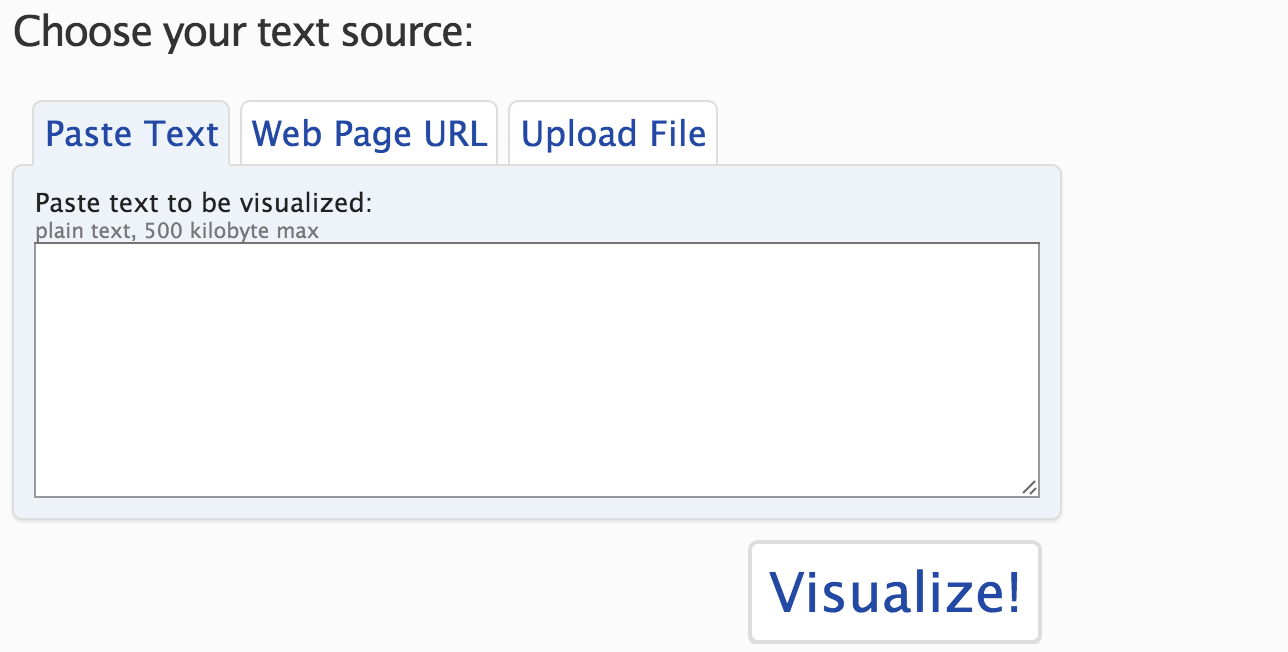 Choose your text source:
Paste Text Web Page URL Upload File
Paste text to be visualized:
plain text, 500 kilobyte max
Visualize!